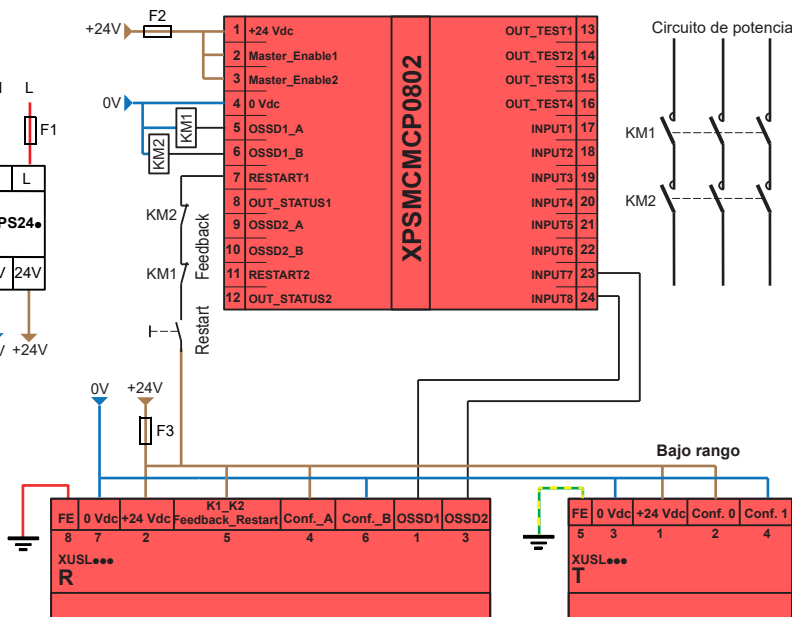 F2
+24V
Circuito de potencia
1 +24 Vdc
2 Master_Enable1
3 Master_Enable2
4 0 Vdc
5 OSSD1_A
6 OSSD1_B
7 RESTART1
8 OUT_STATUS1
9 OSSD2_A
10 OSSD2_B
11 RESTART2
12 OUT_STATUS2
XPSMCMCP0802
OUT_TEST1 13
OUT_TEST2 14
OUT_TEST3 15
OUT_TEST4 16
INPUT1 17
INPUT2 18
INPUT3 19
INPUT4 20
INPUT5 21
INPUT6 22
INPUT7 23
INPUT8 24
0V
KM1
KM2
KM1
KM2
L
F1
L
PS24●
V 24V
V +24V
KM2
KM1
Feedback
Restart
0V
+24V
F3
Bajo rango
FE 0 Vdc +24 Vdc K1_K2 Feedback_Restart Conf._A Conf._B OSSD1 OSSD2
8 7 2 5 4 6 1 3
XUSL●●●
R
FE 0 Vdc +24 Vdc Conf. 0 Conf. 1
5 3 1 2 4
XUSL●●●
T